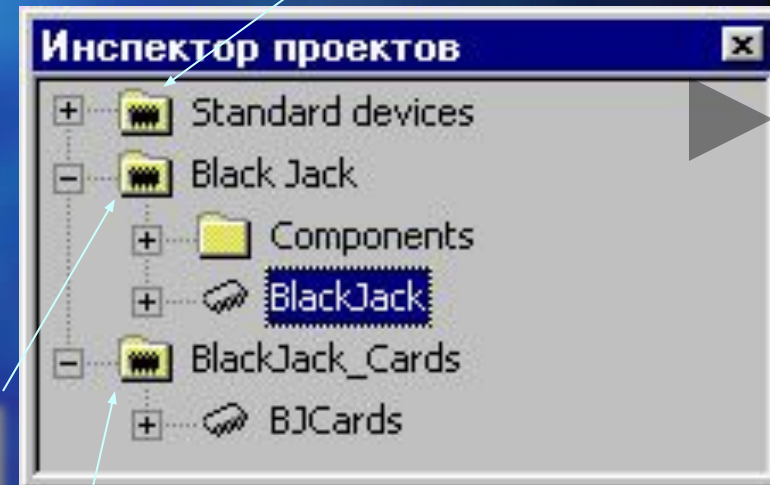 Инспектор проектов
Standard devices
Black Jack
Components
BlackJack
BlackJack_Cards
BJCards